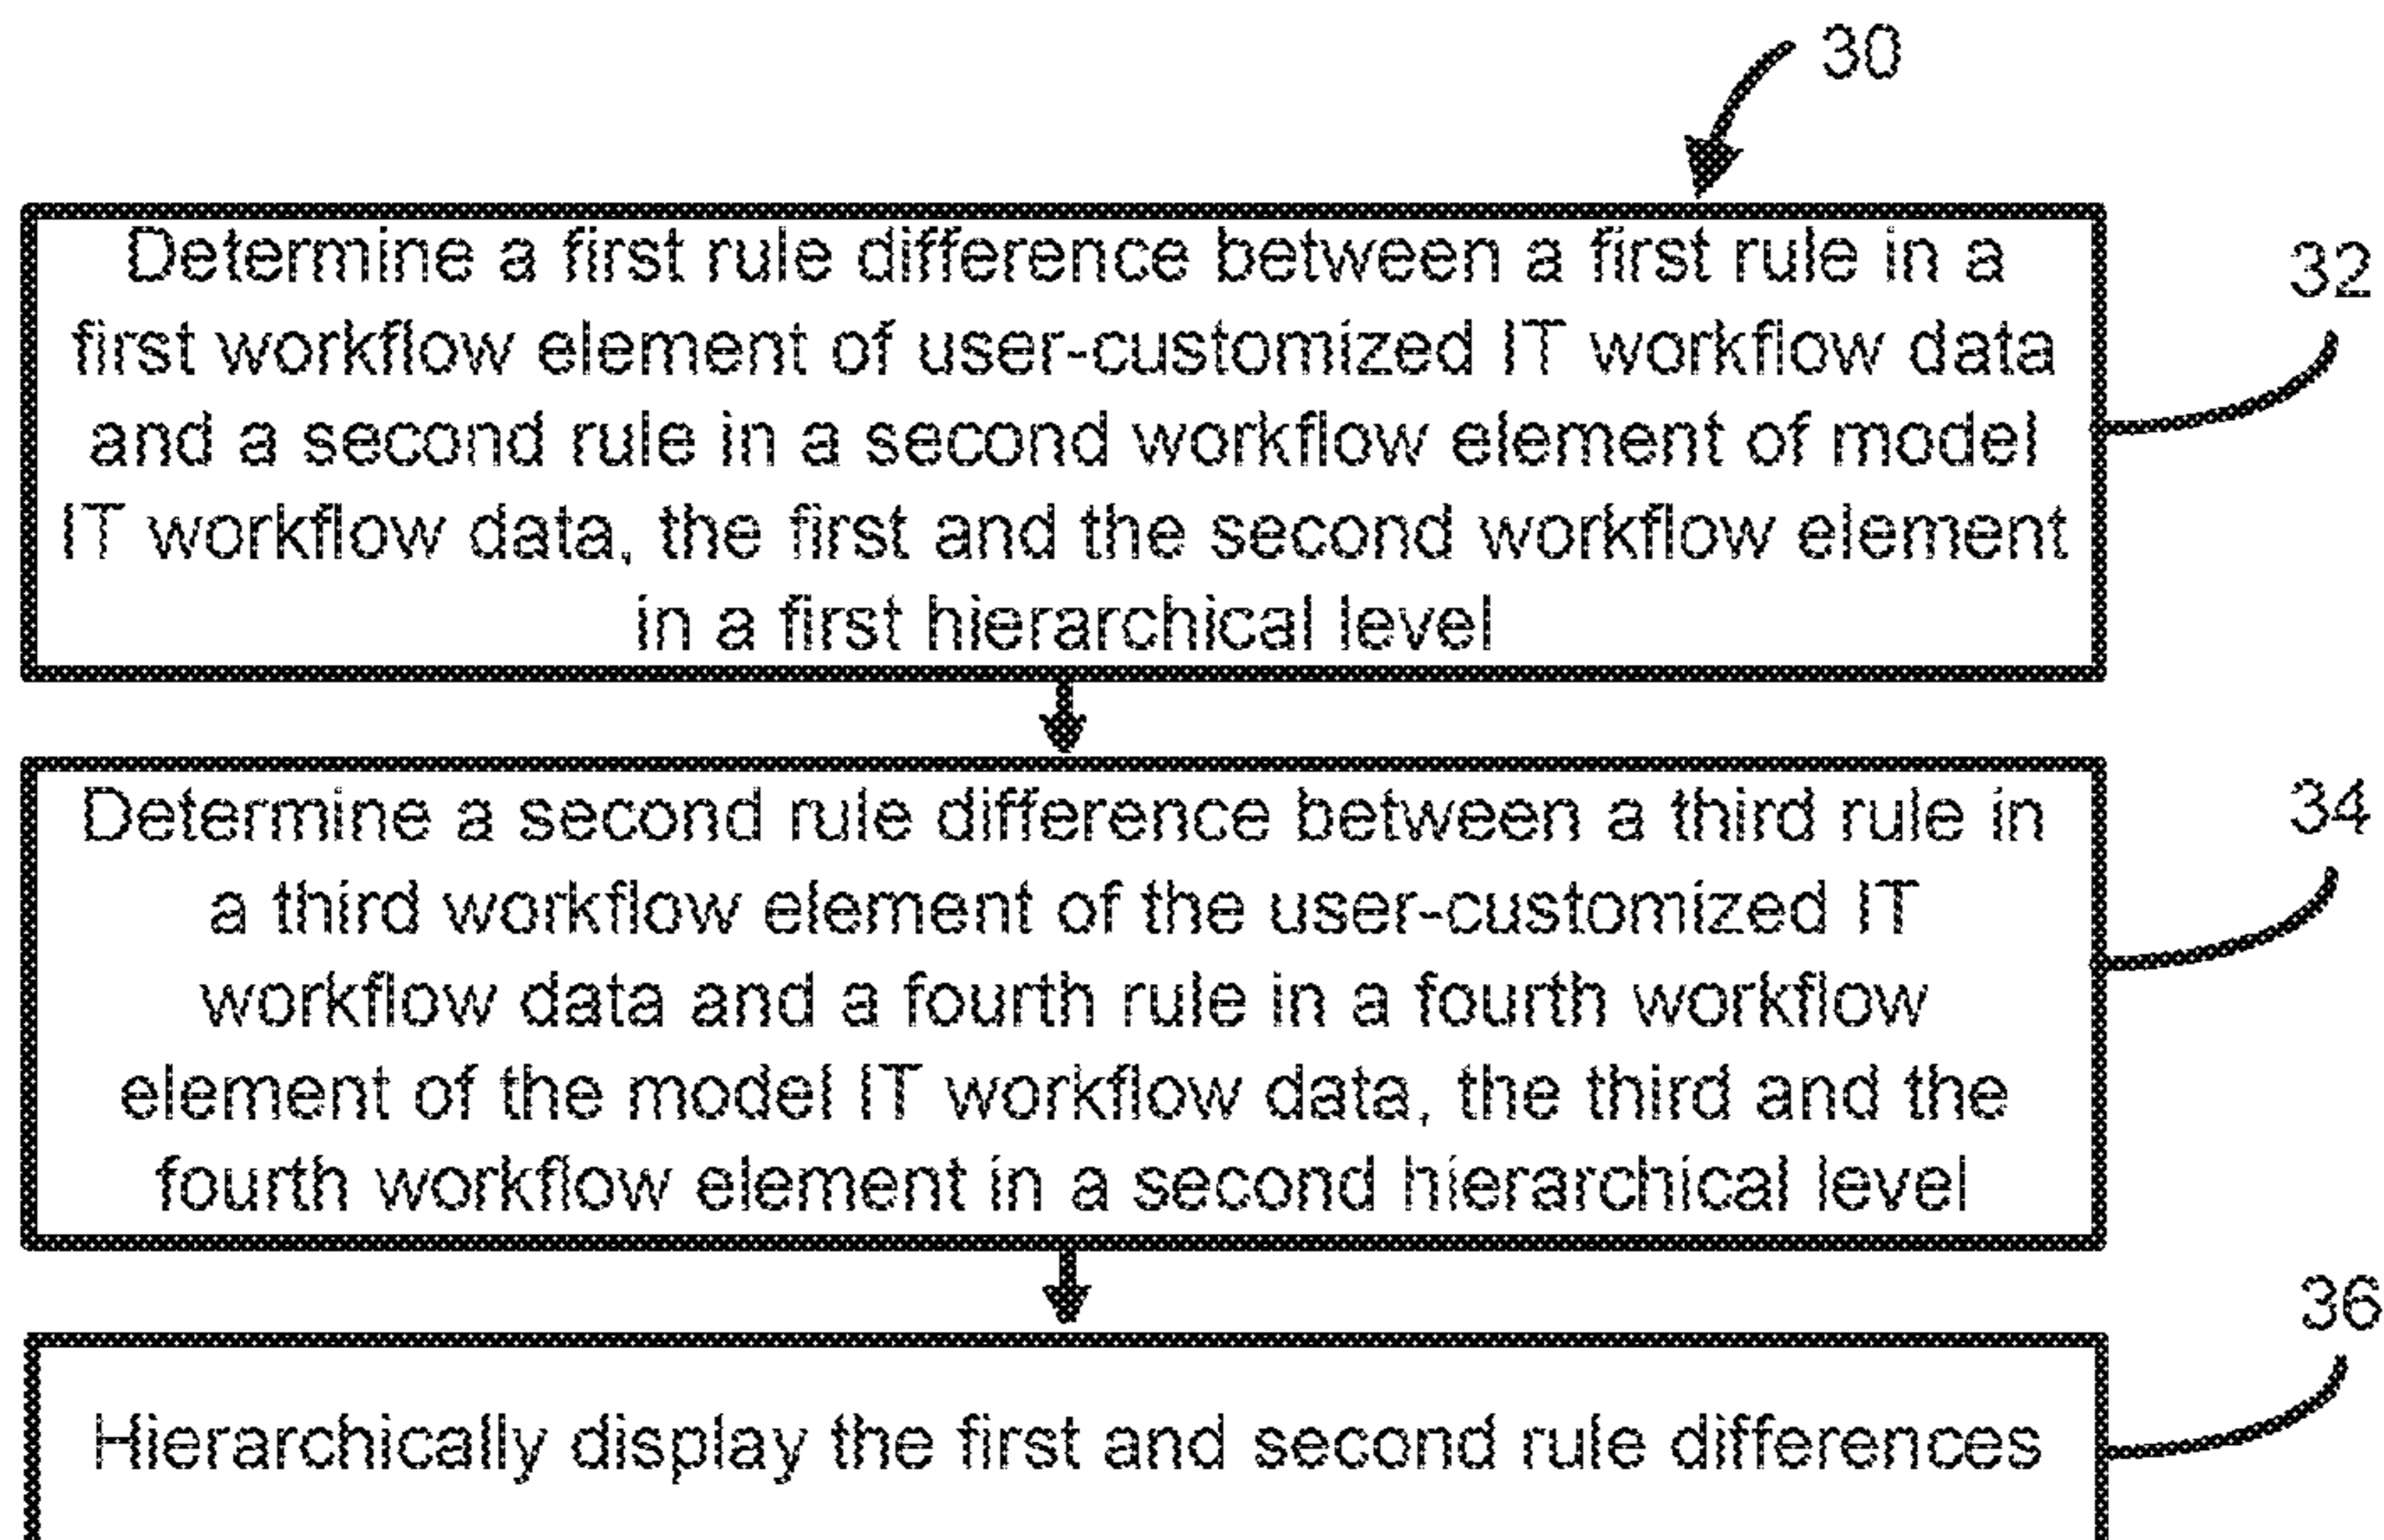 30
Determine a first rule difference between a first rule in a
first workflow element of user-customized IT workflow data
and a second rule in a second workflow element of model
IT workflow data, the first and the second workflow element
in a first hierarchical level
32
Determine a second rule difference between a third rule in
a third workflow element of the user-customized IT
workflow data and a fourth rule in a fourth workflow
element of the model IT workflow data, the third and the
fourth workflow element in a second hierarchical level
34
Hierarchically display the first and second rule differences
36